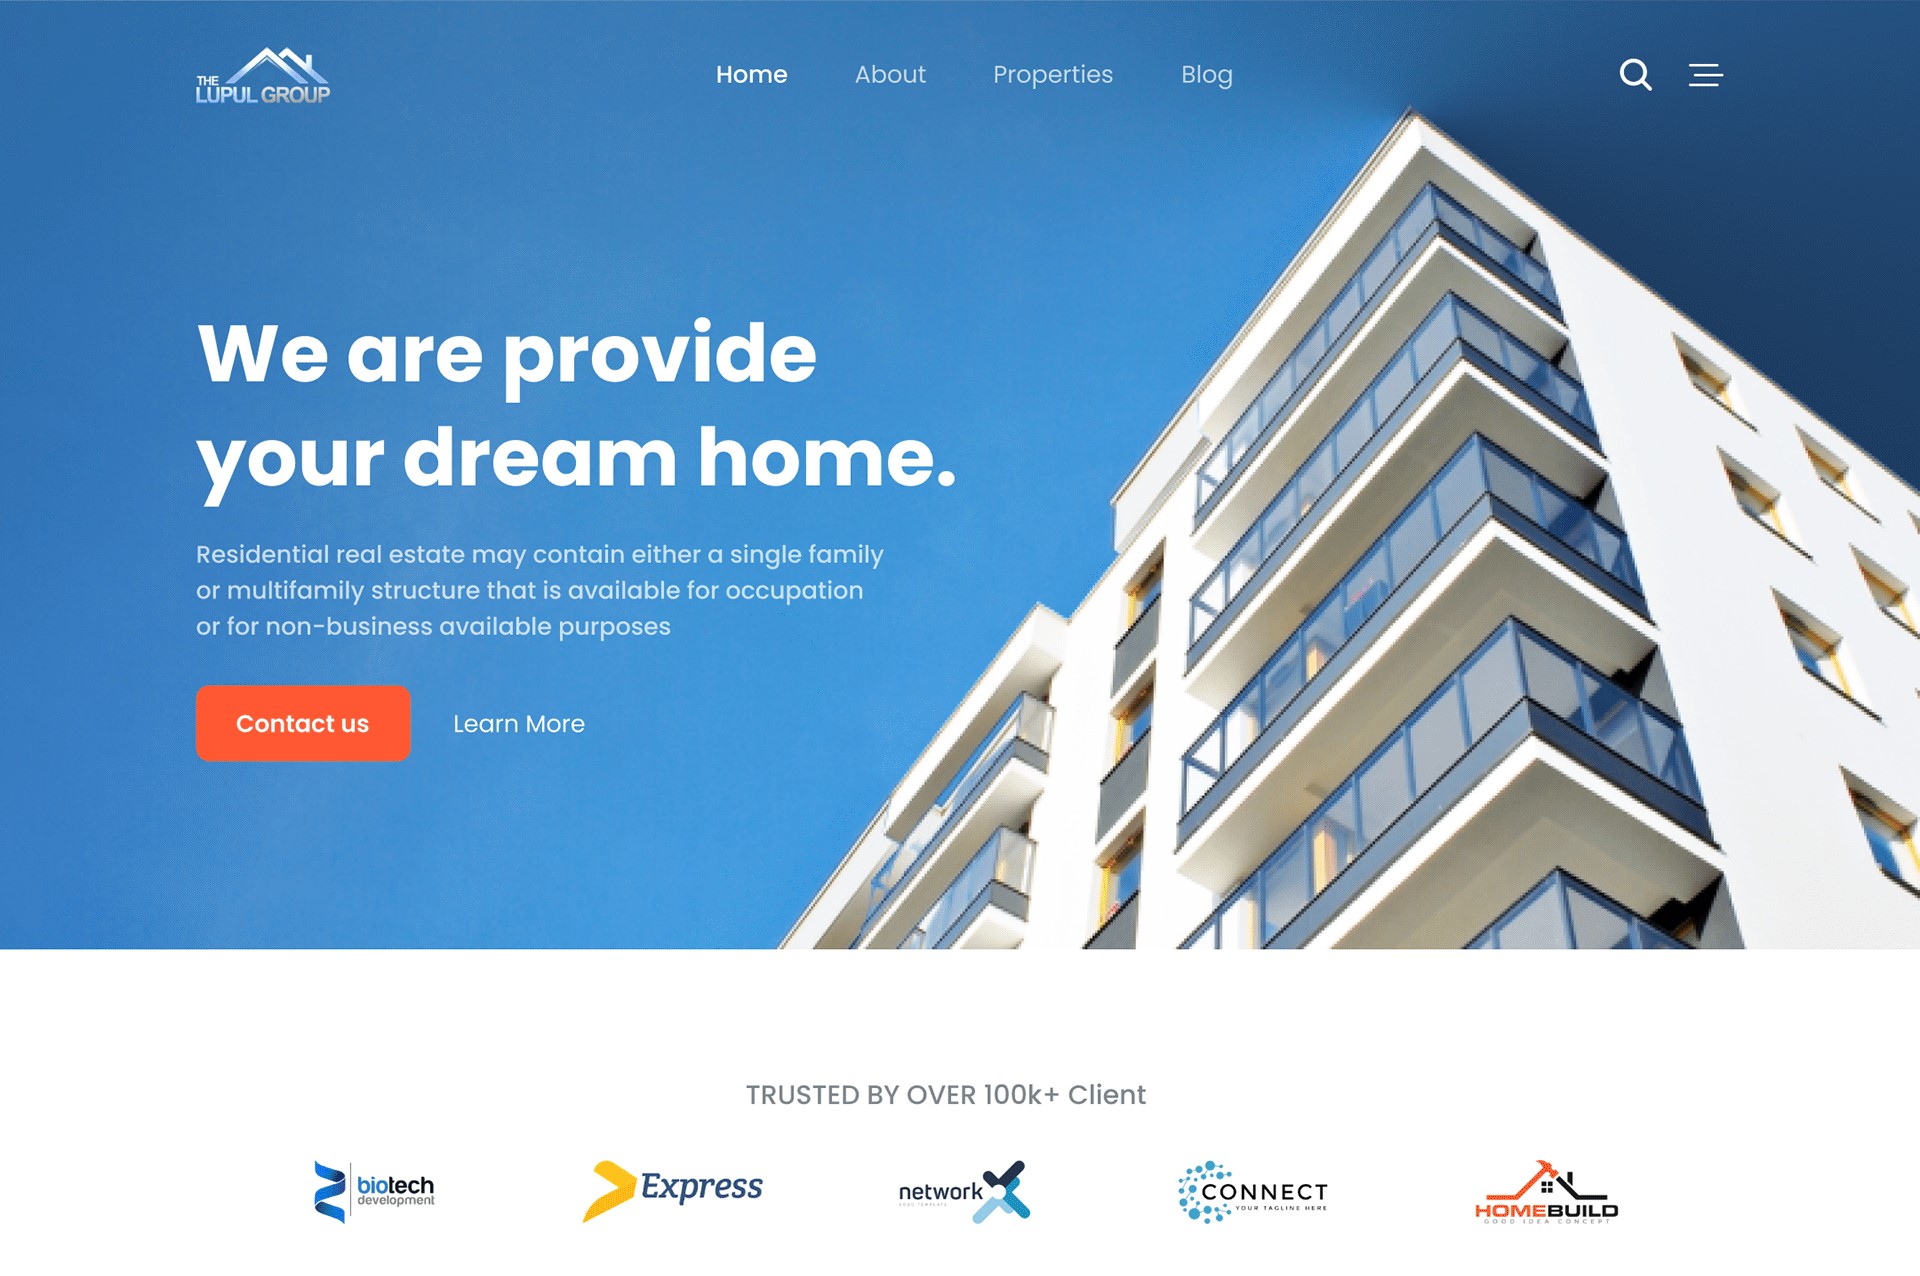 THE
LUPUL GROUP
Home
About
Properties
Blog
We are provide
your dream home.
Residential real estate may contain either a single family
or multifamily structure that is available for occupation
or for non-business available purposes
Contact us
Learn More
TRUSTED BY OVER 100k+ Client
biotech
development
Express
network
CONNECT
YOUR TAGLINE HERE
HOMEBUILD
GOOD IDEA CONCEPT